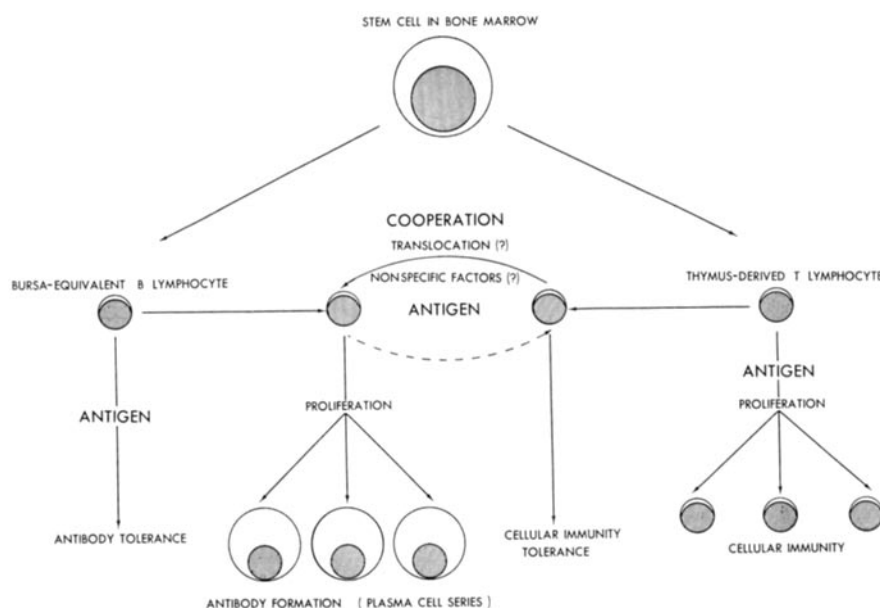 STEM CELL IN BONE MARROW
COOPERATION
TRANSLOCATION (?)
BURSA-EQUIVALENT B LYMPHOCYTE
NONSPECIFIC FACTORS (?)
THYMUS-DERIVED T LYMPHOCYTE
ANTIGEN
ANTIGEN
ANTIGEN
PROLIFERATION
PROLIFERATION
ANTIBODY TOLERANCE
CELLULAR IMMUNITY
TOLERANCE
CELLULAR IMMUNITY
ANTIBODY FORMATION ( PLASMA CELL SERIES )